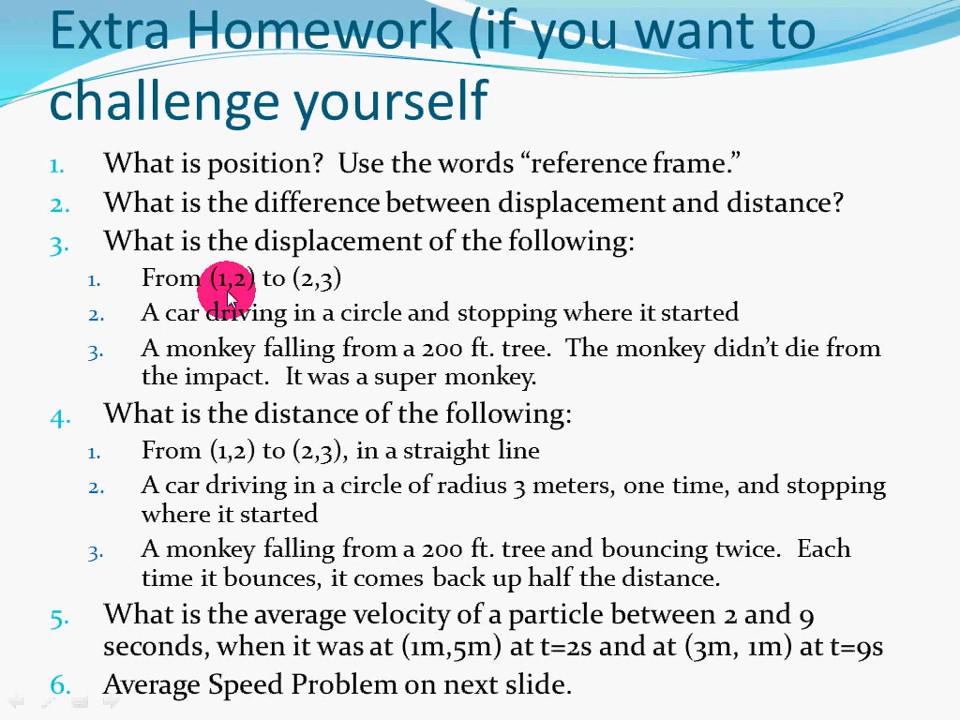 Extra Homework (if you want to
challenge yourself
1. What is position? Use the words “reference frame.”
2. What is the difference between displacement and distance?
3. What is the displacement of the following:
1. From (1,2) to (2,3)
2. A car driving in a circle and stopping where it started
3. A monkey falling from a 200 ft. tree. The monkey didn’t die from
the impact. It was a super monkey.
4. What is the distance of the following:
1. From (1,2) to (2,3), in a straight line
2. A car driving in a circle of radius 3 meters, one time, and stopping
where it started
3. A monkey falling from a 200 ft. tree and bouncing twice. Each
time it bounces, it comes back up half the distance.
5. What is the average velocity of a particle between 2 and 9
seconds, when it was at (1m,5m) at t=2s and at (3m, 1m) at t=9s
6. Average Speed Problem on next slide.